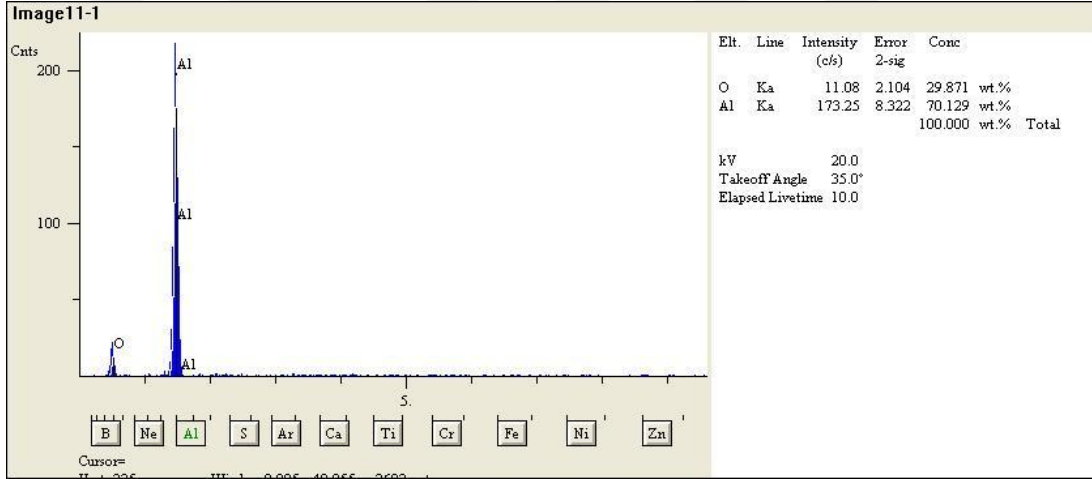 Image11-1
Cnts
200
100
Al
Al
O
Al
5.
B Ne Al S Ar Ca Ti Cr Fe Ni Zn
Cursor=
Elt. Line Intensity Error Conc
(c/s) 2-sig
O Ka 11.08 2.104 29.871 wt.%
Al Ka 173.25 8.322 70.129 wt.%
100.000 wt.% Total
kV 20.0
Takeoff Angle 35.0°
Elapsed Livetime 10.0